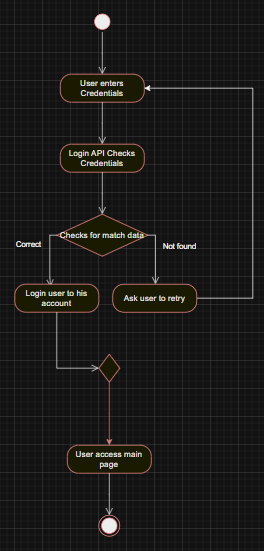 User enters
Credentials
Login API Checks
Credentials
Checks for match data
Correct
Not found
Login user to his
account
Ask user to retry
User access main
page